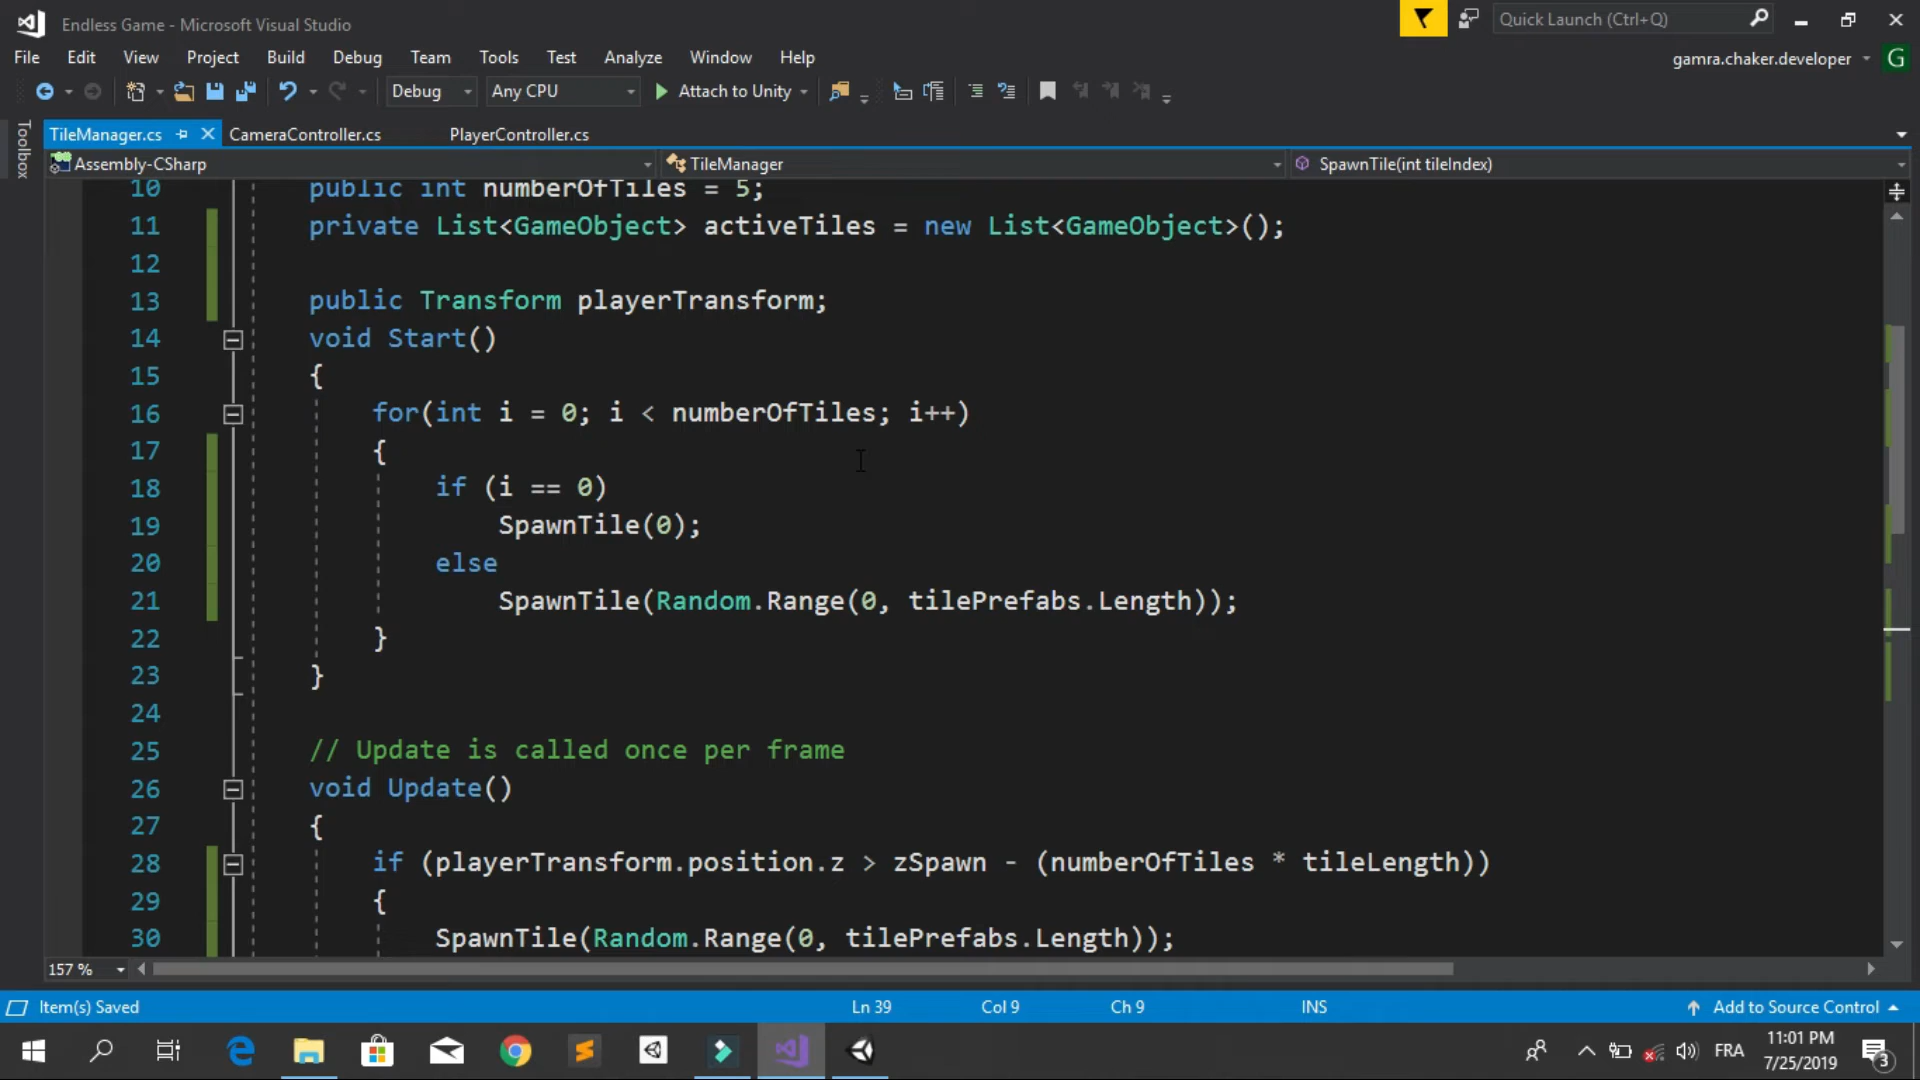 Endless Game - Microsoft Visual Studio
Quick Launch (Ctrl+Q)
File Edit View Project Build Debug Team Tools Test Analyze Window Help
gamra.chaker.developer G
Debug Any CPU Attach to Unity
Toolbox
TileManager.cs CameraController.cs PlayerController.cs
Assembly-CSharp TileManager SpawnTile(int tileIndex)
10 public int numberOfTiles = 5;
11 private List<GameObject> activeTiles = new List<GameObject>();
12
13 public Transform playerTransform;
14 void Start()
15 {
16 for(int i = 0; i < numberOfTiles; i++)
17 {
18 if (i == 0)
19 SpawnTile(0);
20 else
21 SpawnTile(Random.Range(0, tilePrefabs.Length));
22 }
23 }
24
25 // Update is called once per frame
26 void Update()
27 {
28 if (playerTransform.position.z > zSpawn - (numberOfTiles * tileLength))
29 {
30 SpawnTile(Random.Range(0, tilePrefabs.Length));
157 %
Item(s) Saved Ln 39 Col 9 Ch 9 INS Add to Source Control
FRA 11:01 PM
7/25/2019 3